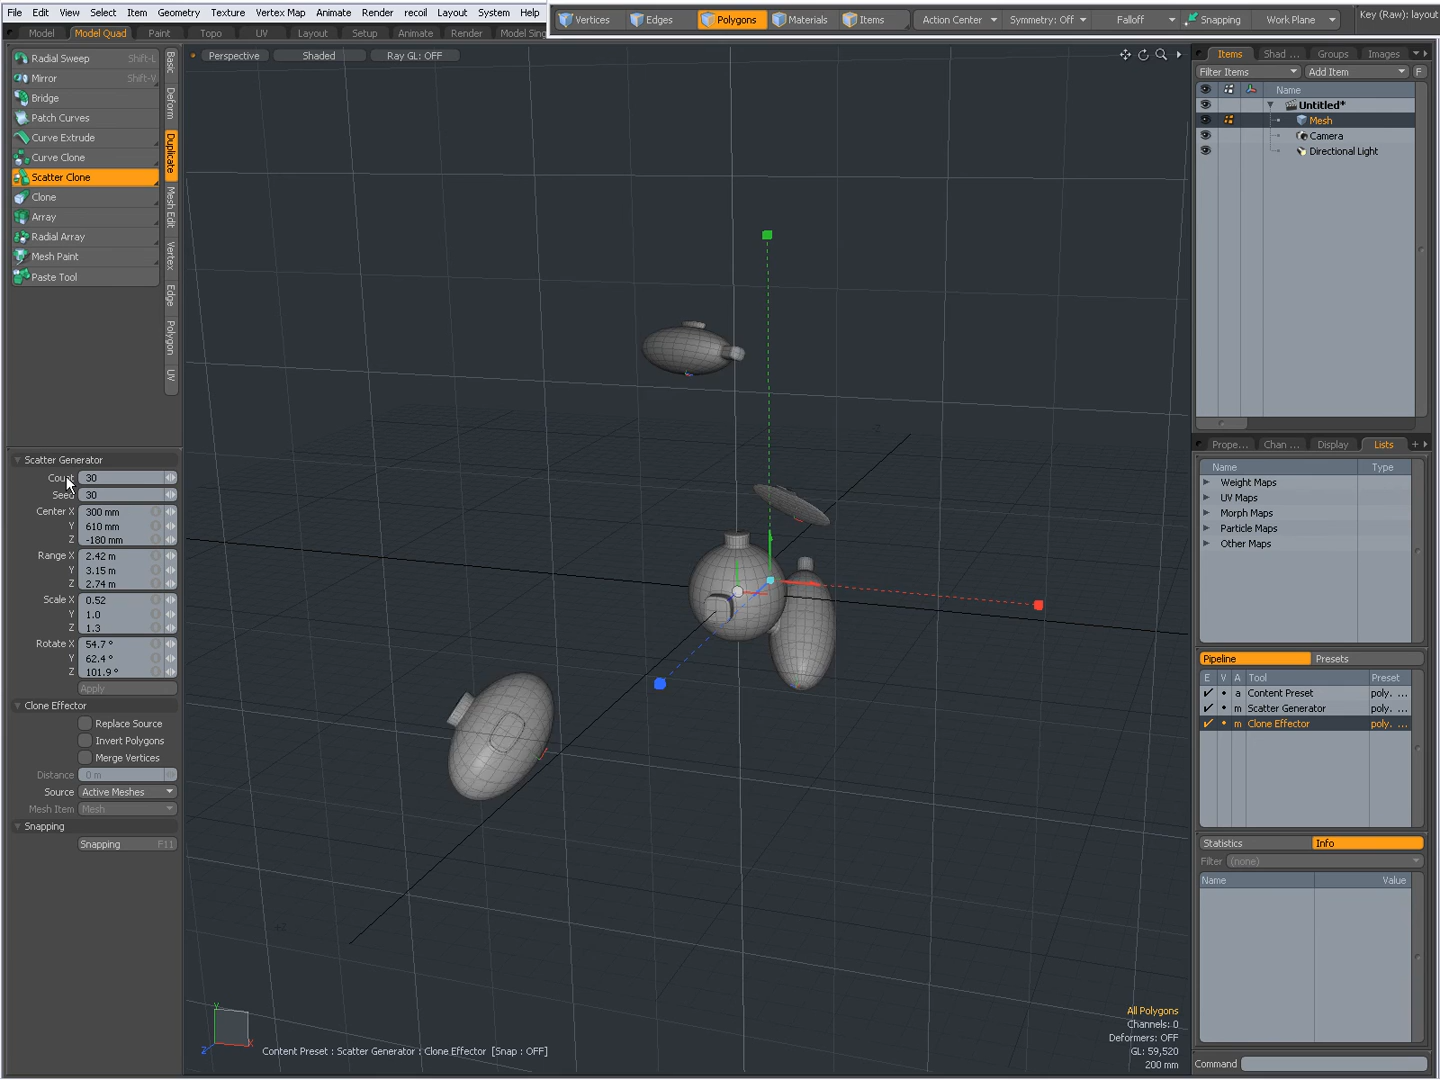 File Edit View Select Item Geometry Texture Vertex Map Animate Render recoil Layout System Help
Vertices Edges Polygons Materials Items Action Center Symmetry: Off Falloff Snapping Work Plane Key (Raw): layout
Model Model Quad Paint Topo UV Layout Setup Animate Render Model Sing
Radial Sweep Shift-L
Mirror Shift-V
Bridge
Patch Curves
Curve Extrude
Curve Clone
Scatter Clone
Clone
Array
Radial Array
Mesh Paint
Paste Tool
Basic
Deform
Duplicate
Mesh Edit
Vertex
Edge
Polygon
UV
Perspective Shaded Ray GL: OFF
Scatter Generator
Count 30
Seed 30
Center X 300 mm
Y 610 mm
Z -180 mm
Range X 2.42 m
Y 3.15 m
Z 2.74 m
Scale X 0.52
Y 1.0
Z 1.3
Rotate X 54.7 °
Y 62.4 °
Z 101.9 °
Apply
Clone Effector
Replace Source
Invert Polygons
Merge Vertices
Distance 0 m
Source Active Meshes
Mesh Item Mesh
Snapping
Snapping F11
Y
X
Z
Content Preset : Scatter Generator : Clone Effector [Snap : OFF]
All Polygons
Channels: 0
Deformers: OFF
GL: 59,520
200 mm
Items Shad ... Groups Images
Filter Items Add Item F
Name
Untitled*
Mesh
Camera
Directional Light
Prope... Chan ... Display Lists
Name Type
Weight Maps
UV Maps
Morph Maps
Particle Maps
Other Maps
Pipeline Presets
E V A Tool Preset
a Content Preset poly. ...
m Scatter Generator poly. ...
m Clone Effector poly. ...
Statistics Info
Filter (none)
Name Value
Command